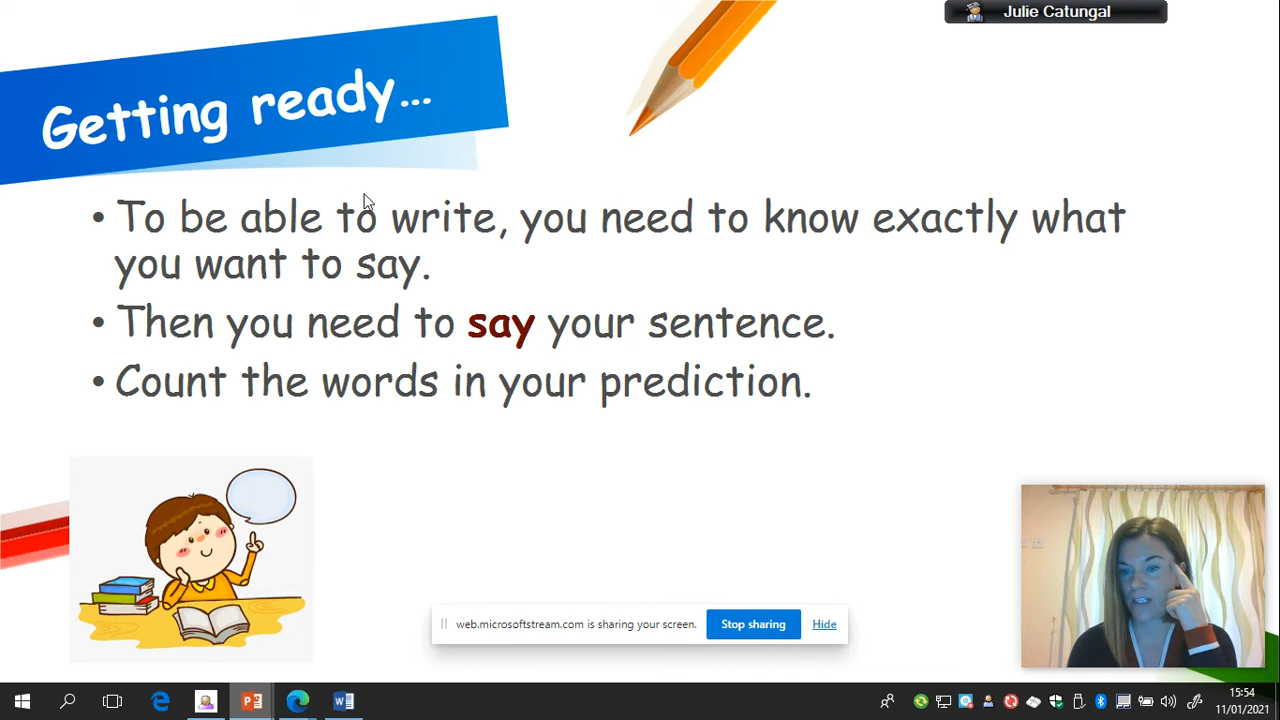 Julie Catungal
Getting ready...
• To be able to write, you need to know exactly what
you want to say.
• Then you need to say your sentence.
• Count the words in your prediction.
web.microsoftstream.com is sharing your screen. Stop sharing Hide
15:54
11/01/2021